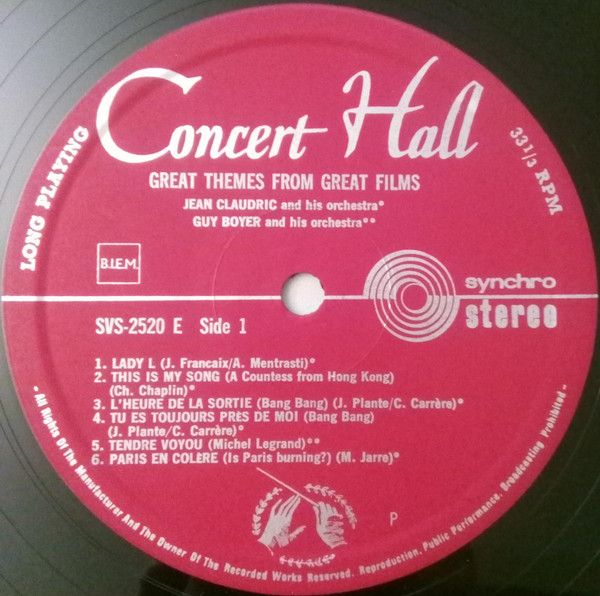 Concert Hall
LONG PLAYING
33 1/3 RPM
GREAT THEMES FROM GREAT FILMS
JEAN CLAUDRIC and his orchestra°
GUY BOYER and his orchestra°°
B.I.E.M.
synchro
stereo
SVS-2520 E Side 1
1. LADY L (J. Francaix/A. Mentrasti)°
2. THIS IS MY SONG (A Countess from Hong Kong)
(Ch. Chaplin)°
3. L'HEURE DE LA SORTIE (Bang Bang) (J. Plante/C. Carrère)°
4. TU ES TOUJOURS PRES DE MOI (Bang Bang)
(J. Plante/C. Carrère)°
5. TENDRE VOYOU (Michel Legrand)°°
6. PARIS EN COLÈRE (Is Paris burning?) (M. Jarre)°
P
- All Rights Of The Manufacturer And The Owner Of The Recorded Works Reserved. Reproduction, Public Performance, Broadcasting Prohibited -